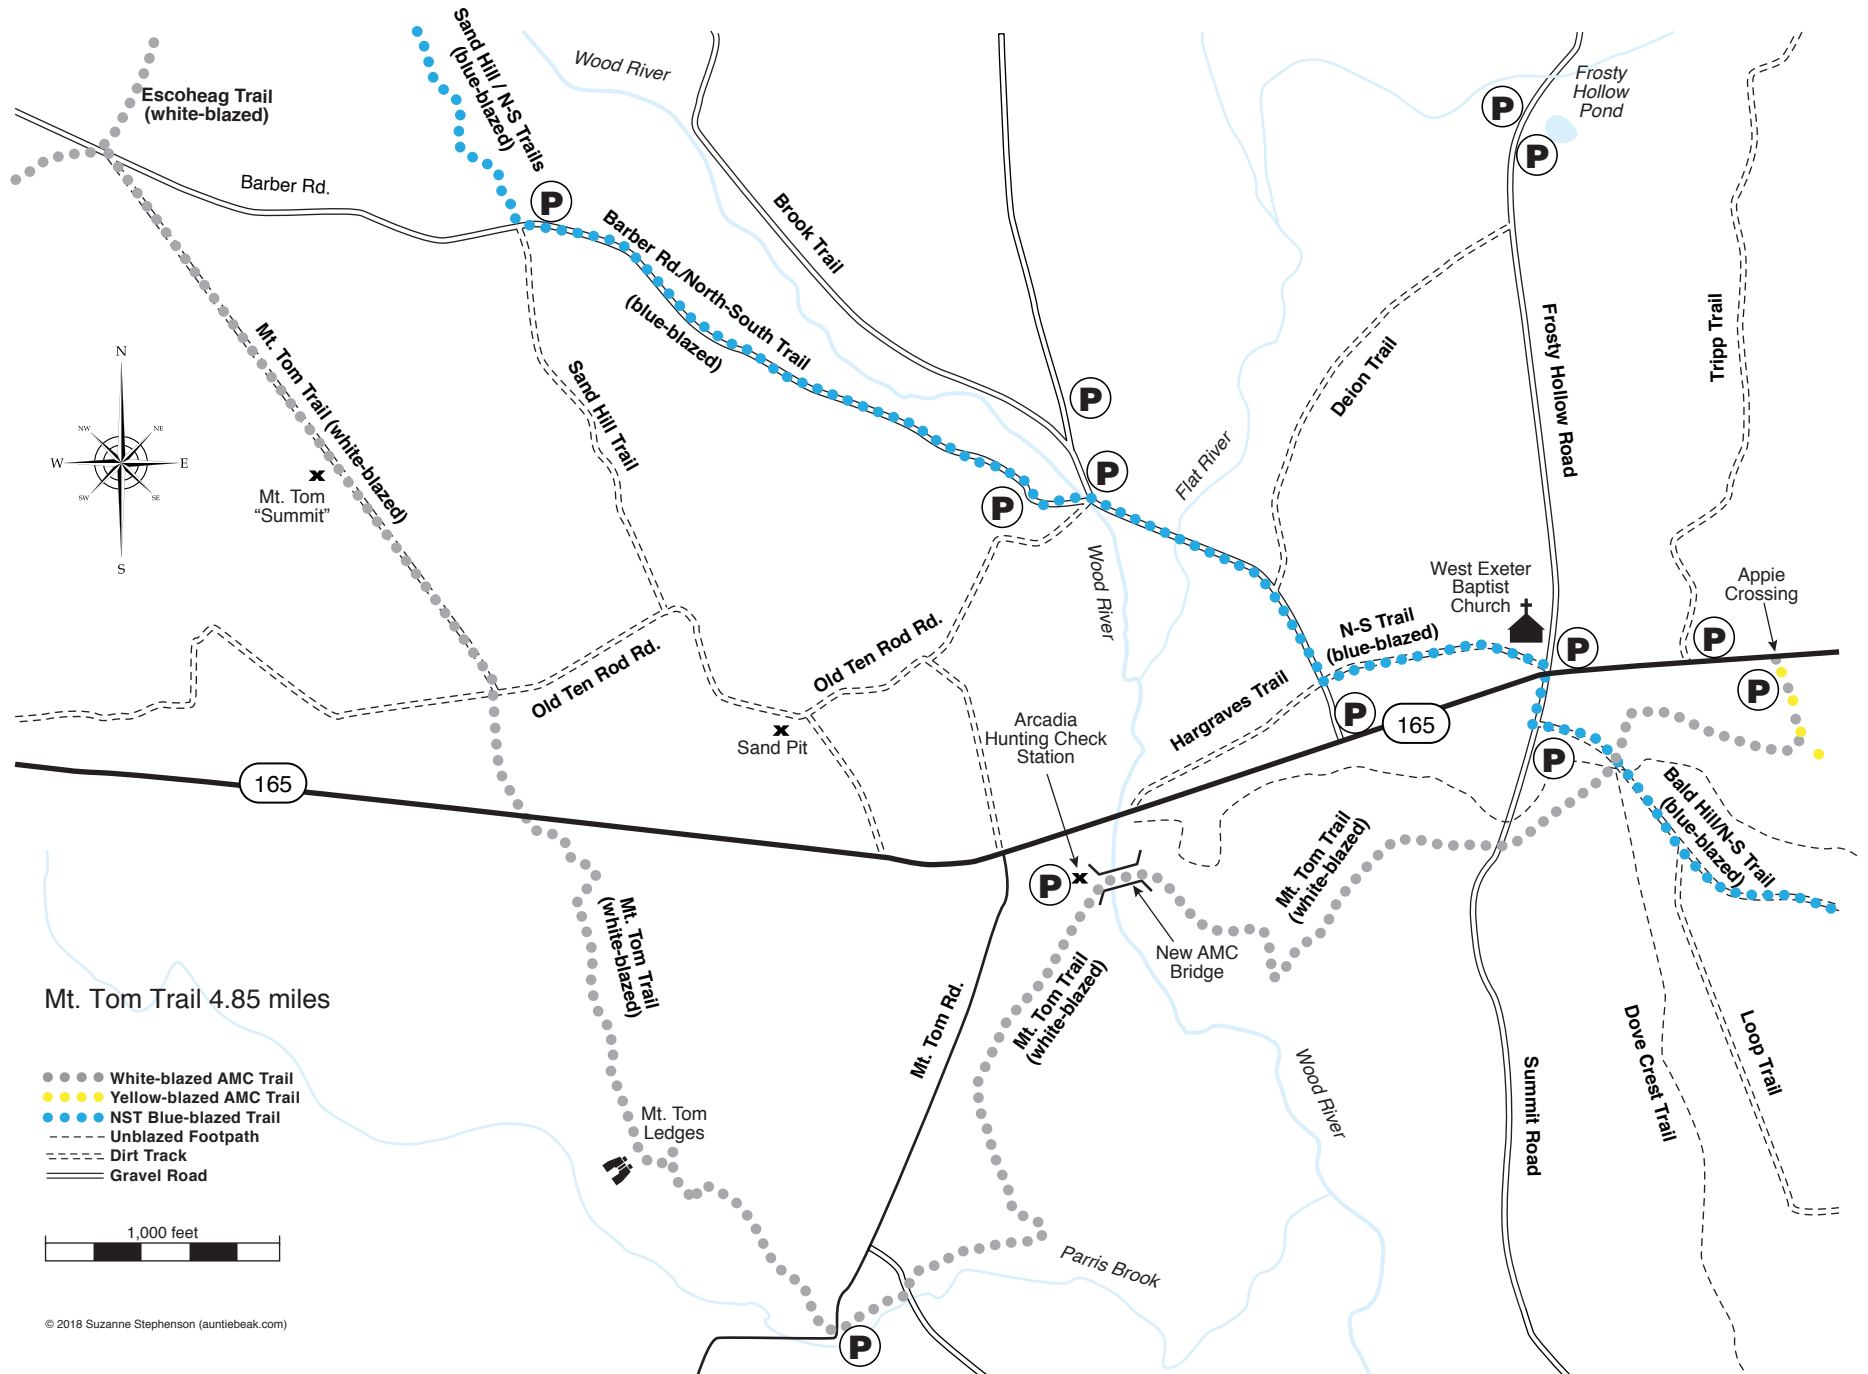 Sand Hill / N-S Trails
(blue-blazed)
Wood River
Escoheag Trail
(white-blazed)
Barber Rd.
P
Barber Rd./North-South Trail
(blue-blazed)
Brook Trail
P
P
Frosty
Hollow
Pond
Mt. Tom Trail (white-blazed)
Sand Hill Trail
Deion Trail
Frosty Hollow Road
Tripp Trail
N
NW
NE
W
E
SW
SE
S
Mt. Tom
“Summit”
P
P
P
Flat River
Wood River
West Exeter
Baptist
Church
Appie
Crossing
N-S Trail
(blue-blazed)
P
P
P
Old Ten Rod Rd.
Old Ten Rod Rd.
Sand Pit
Hargraves Trail
P
165
Arcadia
Hunting Check
Station
165
P
Bald Hill/N-S Trail
(blue-blazed)
Mt. Tom Trail
(white-blazed)
P
New AMC
Bridge
Mt. Tom Trail
(white-blazed)
Mt. Tom Trail
(white-blazed)
Mt. Tom Rd.
Wood River
Summit Road
Dove Crest Trail
Loop Trail
Mt. Tom Trail 4.85 miles
White-blazed AMC Trail
Yellow-blazed AMC Trail
NST Blue-blazed Trail
Unblazed Footpath
Dirt Track
Gravel Road
Mt. Tom
Ledges
1,000 feet
Parris Brook
P
© 2018 Suzanne Stephenson (auntiebeak.com)